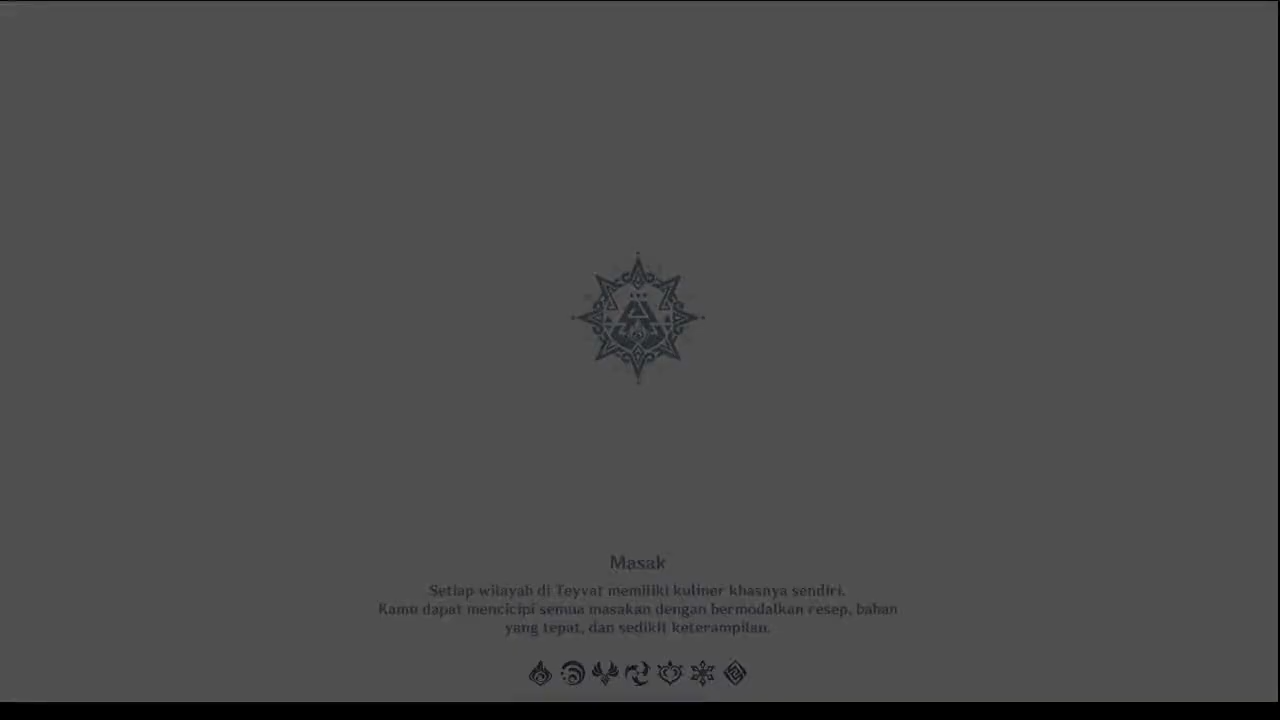 Masak
Setiap wilayah di Teyvat memiliki kuliner khasnya sendiri.
Kamu dapat mencicipi semua masakan dengan bermodalkan resep, bahan
yang tepat, dan sedikit keterampilan.